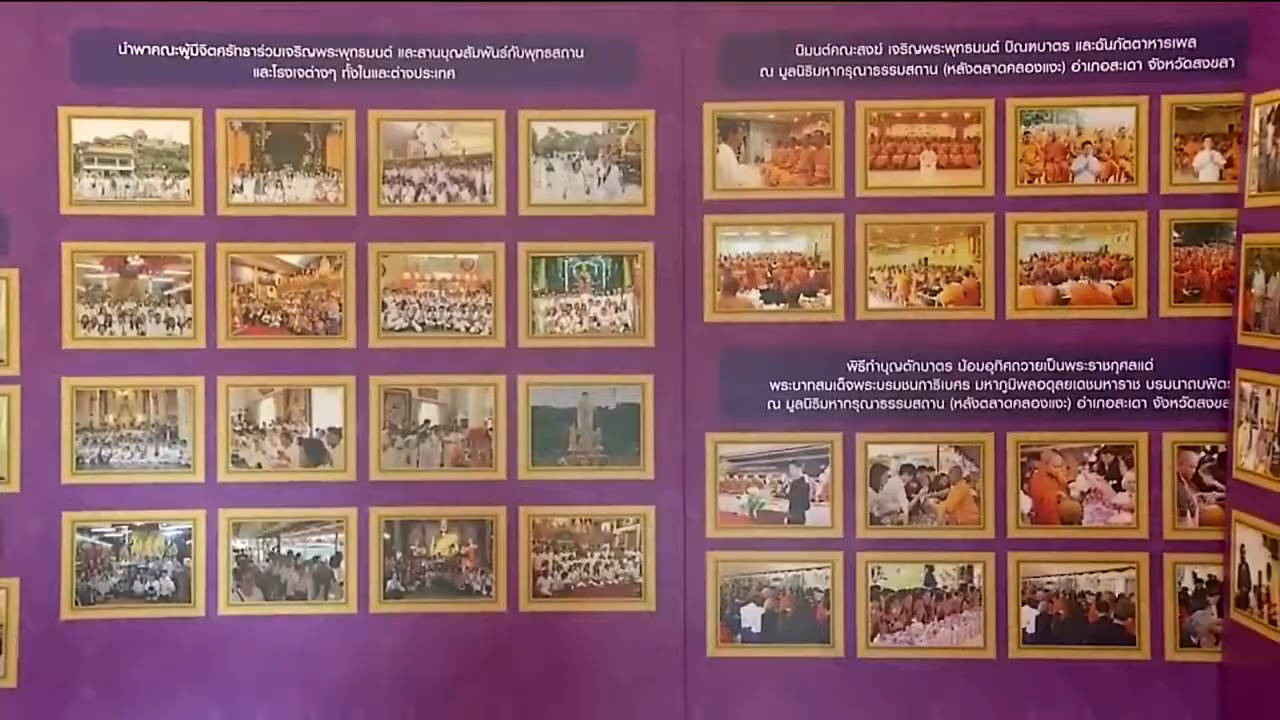 นำพาคณะผู้มีจิตศรัทธาร่วมเจริญพระพุทธมนต์ และสานบุญสัมพันธ์กับพุทธสถาน
และโรงเจต่างๆ ทั้งในและต่างประเทศ
นิมนต์คณะสงฆ์ เจริญพระพุทธมนต์ บิณฑบาตร และฉันภัตตาหารเพล
ณ มูลนิธิมหากรุณาธรรมสถาน (หลังตลาดคลองแงะ) อำเภอสะเดา จังหวัดสงขลา
พิธีทำบุญตักบาตร น้อมอุทิศถวายเป็นพระราชกุศลแด่
พระบาทสมเด็จพระบรมชนกาธิเบศร มหาภูมิพลอดุลยเดชมหาราช บรมนาถบพิตร
ณ มูลนิธิมหากรุณาธรรมสถาน (หลังตลาดคลองแงะ) อำเภอสะเดา จังหวัดสงขล